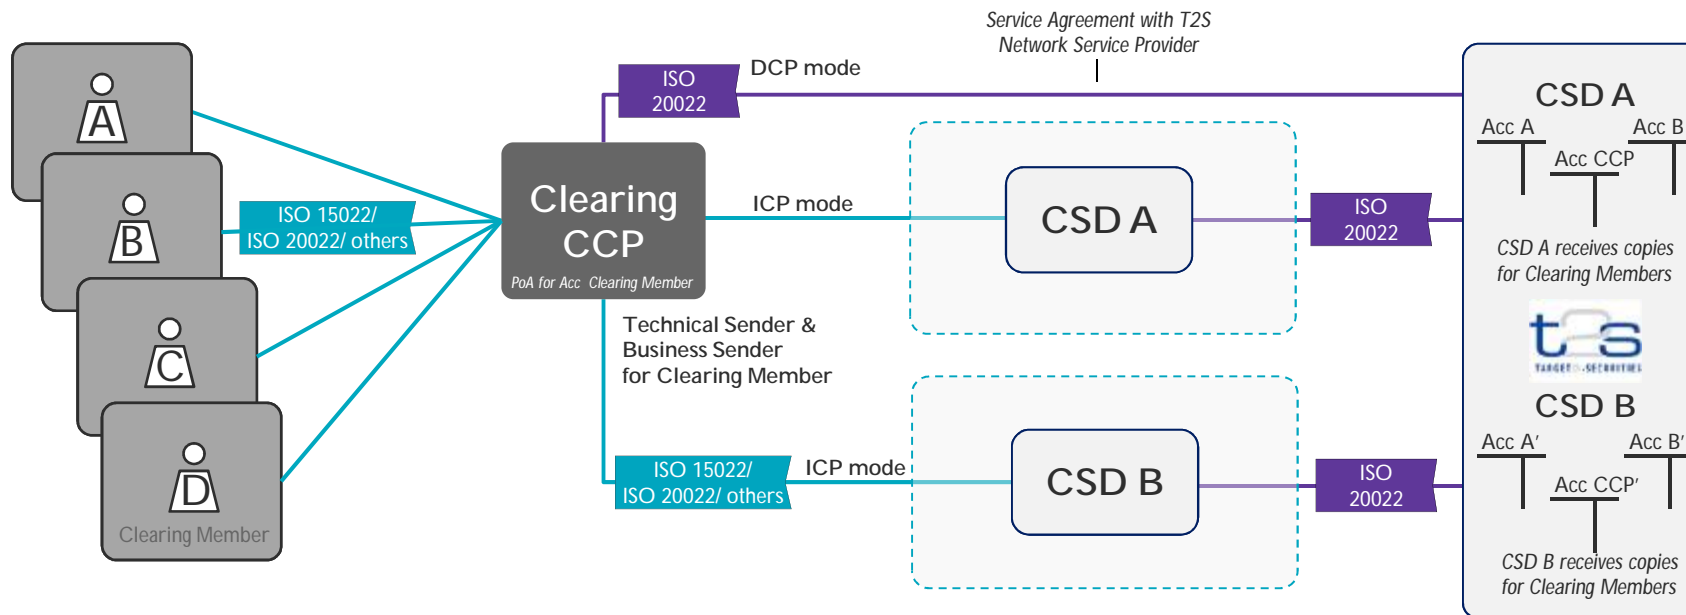 Service Agreement with T2S
Network Service Provider
DCP mode
ISO
20022
A
B
C
D
Clearing Member
ISO 15022/
ISO 20022/ others
Clearing
CCP
PoA for Acc Clearing Member
ICP mode
CSD A
ISO
20022
Technical Sender &
Business Sender
for Clearing Member
ISO 15022/
ISO 20022/ others
ICP mode
CSD B
ISO
20022
CSD A
Acc A
Acc B
Acc CCP
CSD A receives copies
for Clearing Members
t2s
TARGET2-SECURITIES
CSD B
Acc A'
Acc B'
Acc CCP'
CSD B receives copies
for Clearing Members